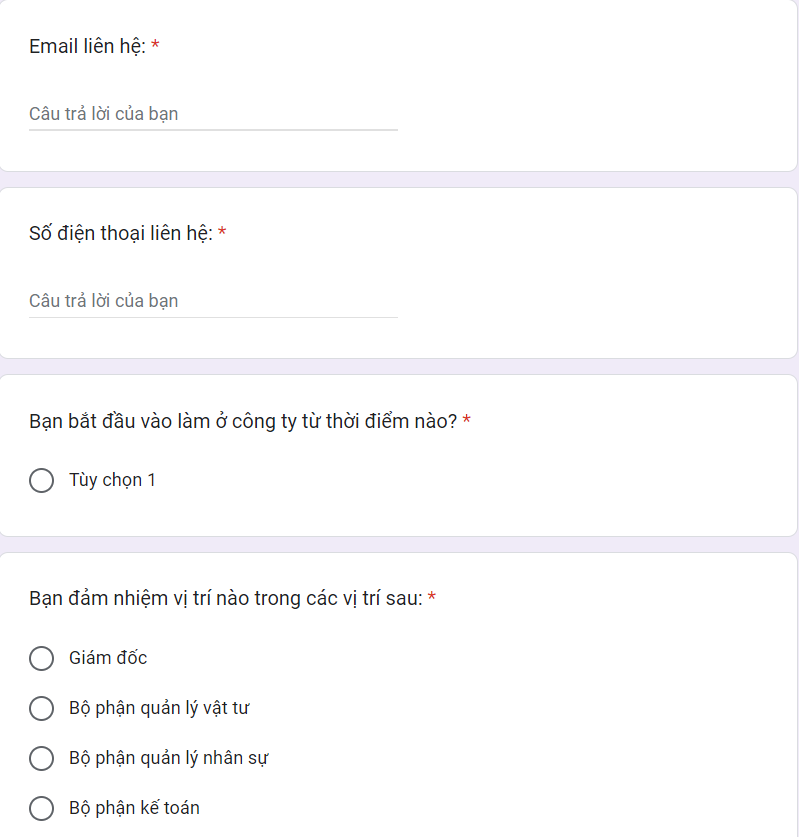 Email liên hệ: *
Câu trả lời của bạn
Số điện thoại liên hệ: *
Câu trả lời của bạn
Bạn bắt đầu vào làm ở công ty từ thời điểm nào? *
Tùy chọn 1
Bạn đảm nhiệm vị trí nào trong các vị trí sau: *
Giám đốc
Bộ phận quản lý vật tư
Bộ phận quản lý nhân sự
Bộ phận kế toán